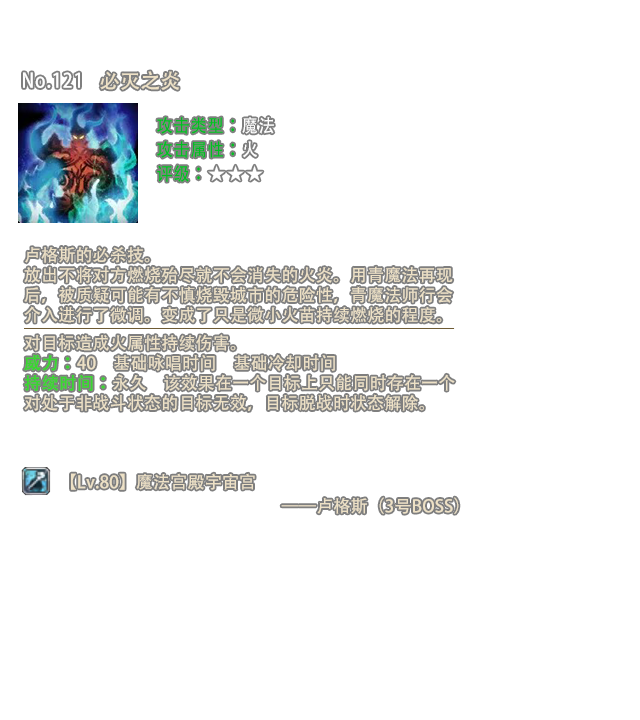 No.121 必灭之炎
攻击类型：魔法
攻击属性：火
评级：★★★
卢格斯的必杀技。
放出不将对方燃烧殆尽就不会消失的火炎。用青魔法再现
后，被质疑可能有不慎烧毁城市的危险性，青魔法师行会
介入进行了微调。变成了只是微小火苗持续燃烧的程度。
对目标造成火属性持续伤害。
威力：40 基础咏唱时间 基础冷却时间
持续时间：永久 该效果在一个目标上只能同时存在一个
对处于非战斗状态的目标无效，目标脱战时状态解除。
【Lv.80】魔法宫殿宇宙宫
——卢格斯（3号BOSS）